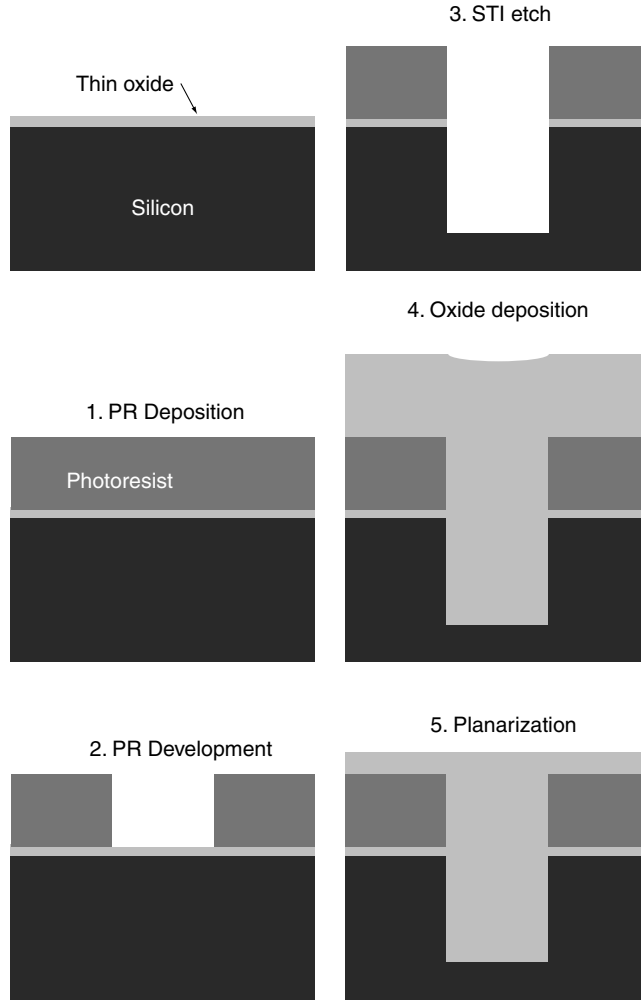 Thin oxide
Silicon
1. PR Deposition
Photoresist
2. PR Development
3. STI etch
4. Oxide deposition
5. Planarization